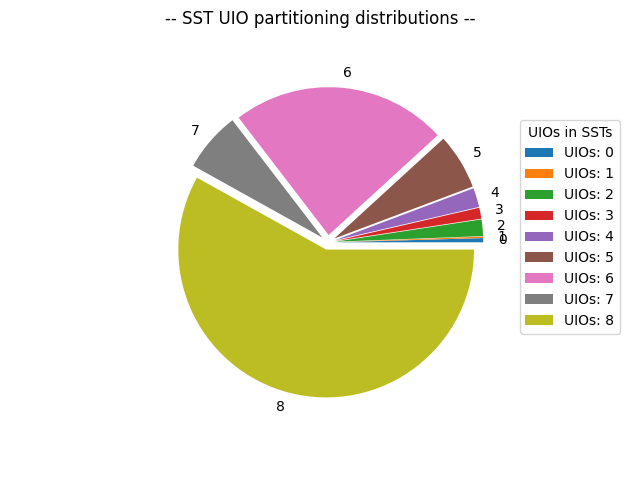 -- SST UIO partitioning distributions --
6
7
5
4
3
2
1
0
8
UIOs in SSTs
UIOs: 0
UIOs: 1
UIOs: 2
UIOs: 3
UIOs: 4
UIOs: 5
UIOs: 6
UIOs: 7
UIOs: 8